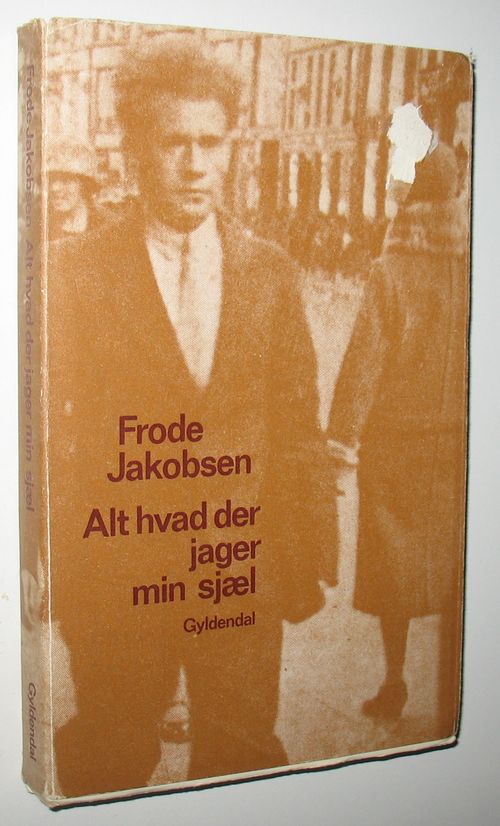 Frode
Jakobsen
Alt hvad der
jager
min sjæl
Gyldendal
Frode Jakobsen Alt hvad der jager min sjæl
Gyldendal